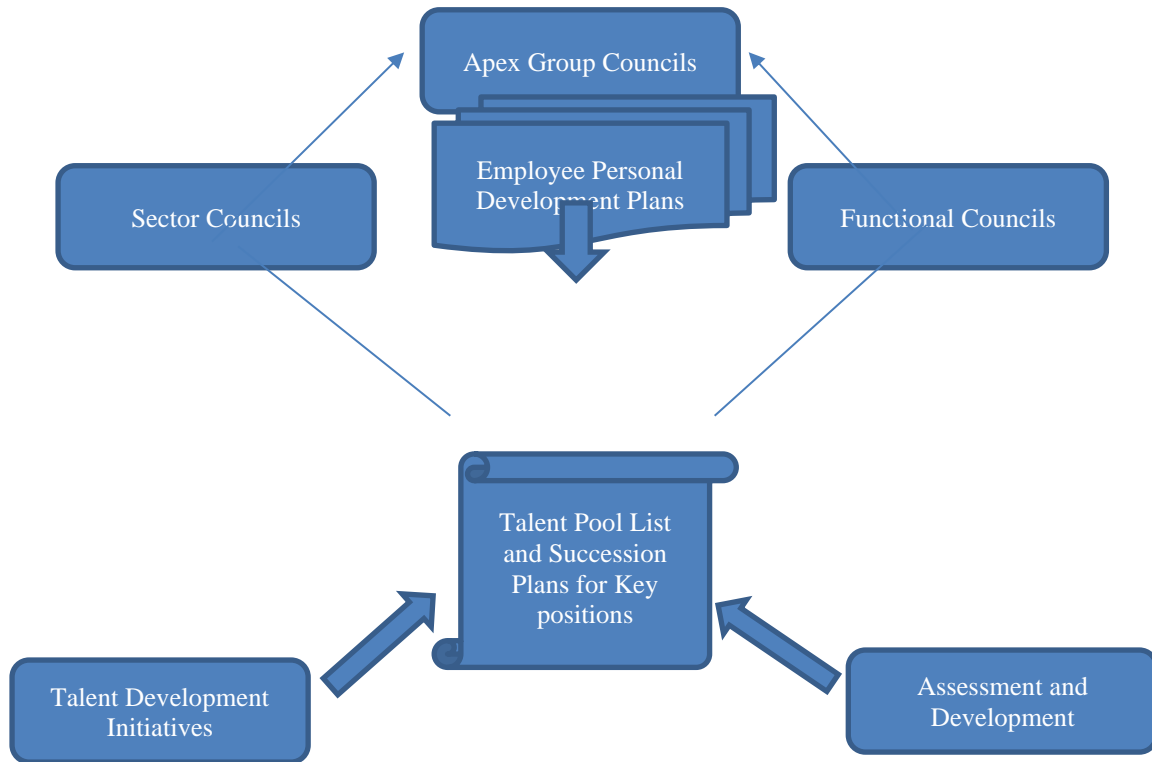 Apex Group Councils
Employee Personal
Development Plans
Sector Councils
Functional Councils
Talent Pool List
and Succession
Plans for Key
positions
Talent Development
Initiatives
Assessment and
Development